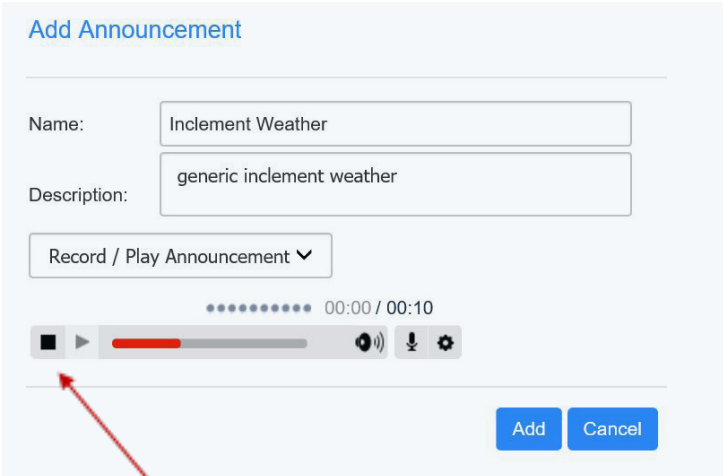 Add Announcement
Name:
Inclement Weather
Description:
generic inclement weather
Record / Play Announcement
00:00 / 00:10
Add
Cancel